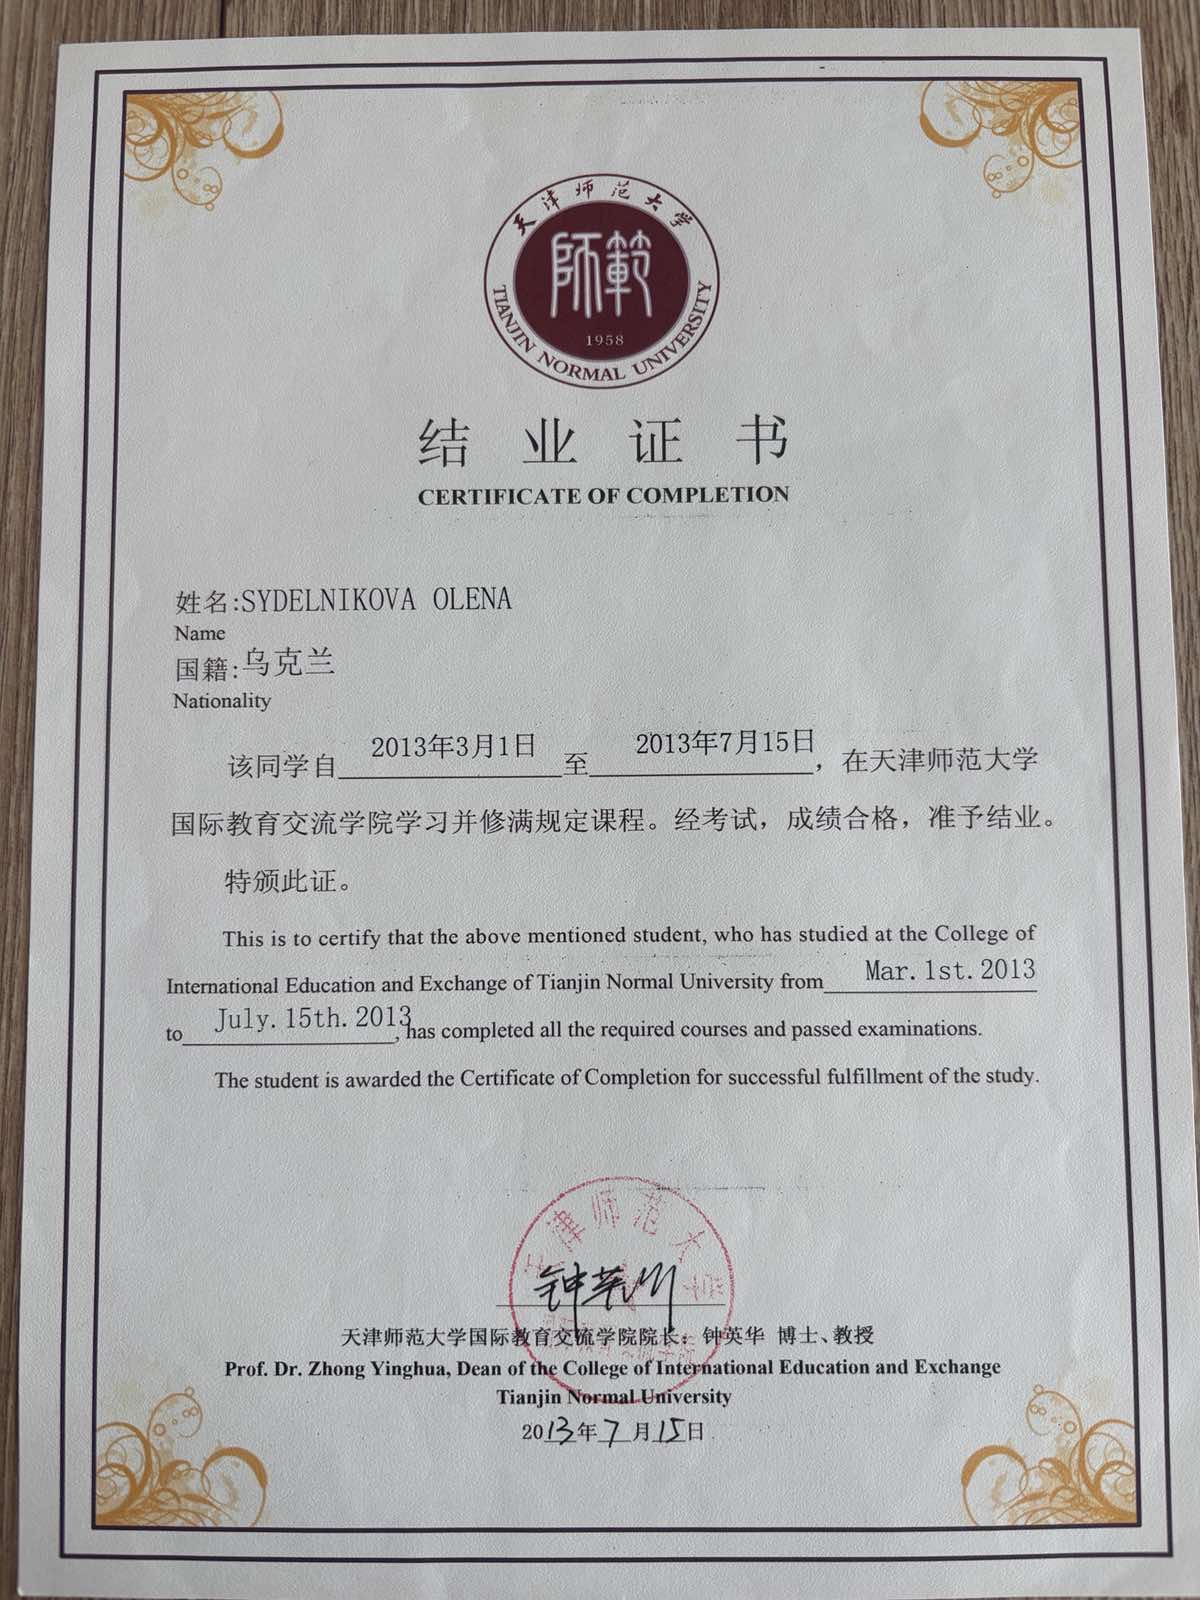 天津师范大学
師範
1958
TIANJIN NORMAL UNIVERSITY
结业证书
CERTIFICATE OF COMPLETION
姓名:SYDELNIKOVA OLENA
Name
国籍:乌克兰
Nationality
该同学自 2013年3月1日 至 2013年7月15日 ，在天津师范大学
国际教育交流学院学习并修满规定课程。经考试，成绩合格，准予结业。
特颁此证。
This is to certify that the above mentioned student, who has studied at the College of
International Education and Exchange of Tianjin Normal University from Mar. 1st. 2013
to July. 15th. 2013, has completed all the required courses and passed examinations.
The student is awarded the Certificate of Completion for successful fulfillment of the study.
天津师范大学
钟英华
天津师范大学国际教育交流学院院长：钟英华 博士、教授
Prof. Dr. Zhong Yinghua, Dean of the College of International Education and Exchange
Tianjin Normal University
2013年7月15日